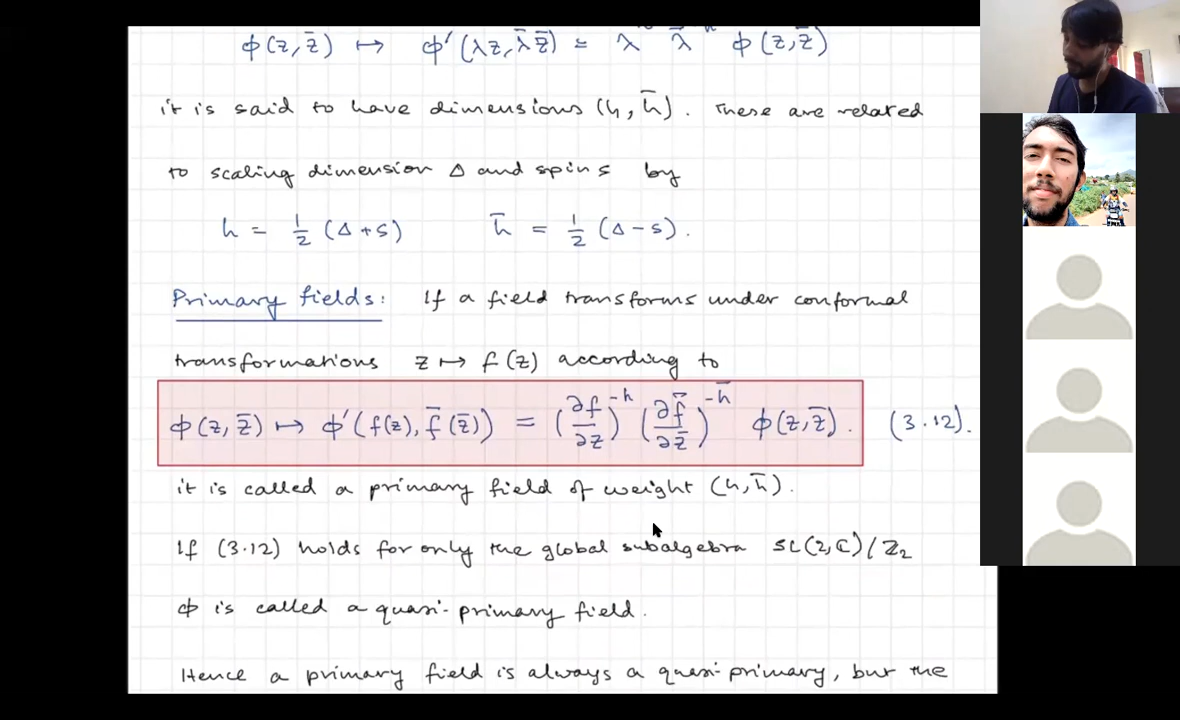 ϕ(z,z̄) ↦ ϕ'(λz,λ̄z̄) = λ λ̄ ϕ(z,z̄)
it is said to have dimensions (h,h̄). These are related
to scaling dimension Δ and spin s by
h = 1/2 (Δ+s)  h̄ = 1/2 (Δ-s).
Primary fields: If a field transforms under conformal
transformations z ↦ f(z) according to
ϕ(z,z̄) ↦ ϕ'(f(z), f̄(z̄)) = (∂f/∂z)^-h (∂f̄/∂z̄)^-h̄ ϕ(z,z̄). (3.12).
it is called a primary field of weight (h,h̄).
If (3.12) holds for only the global subalgebra SL(2,C)/Z₂
ϕ is called a quasi-primary field.
Hence a primary field is always a quasi-primary, but the